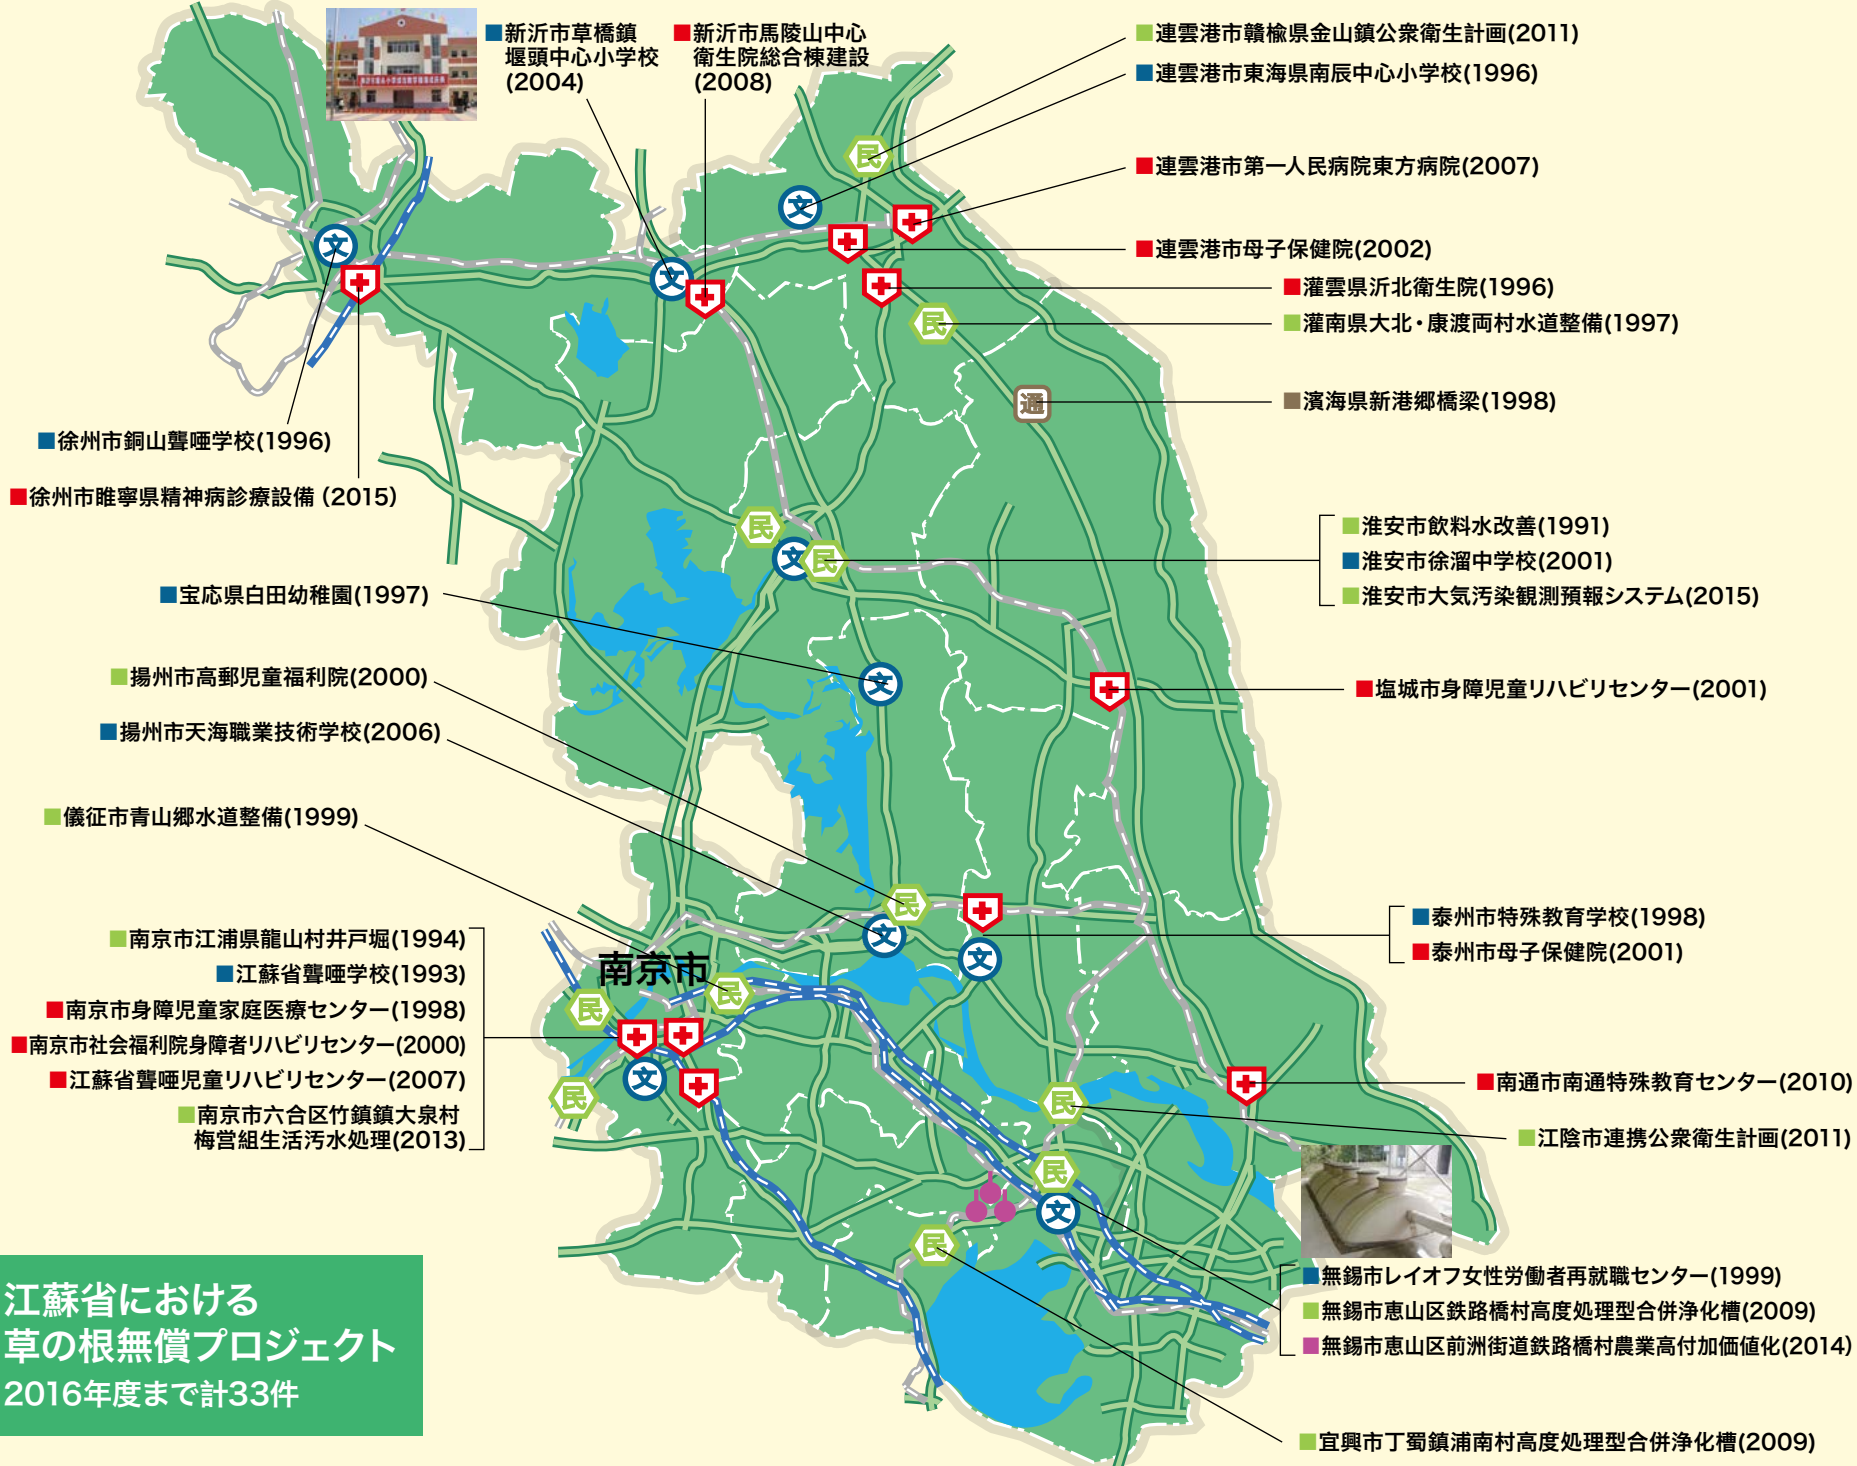 ■新沂市草橋鎮
堰頭中心小学校
(2004)
■新沂市馬陵山中心
衛生院総合棟建設
(2008)
■連雲港市贛楡県金山鎮公衆衛生計画(2011)
■連雲港市東海県南辰中心小学校(1996)
■連雲港市第一人民病院東方病院(2007)
■連雲港市母子保健院(2002)
■灌雲県沂北衛生院(1996)
■灌南県大北・康渡両村水道整備(1997)
■濱海県新港郷橋梁(1998)
■徐州市銅山聾唖学校(1996)
■徐州市睢寧県精神病診療設備（2015）
■淮安市飲料水改善(1991)
■淮安市徐溜中学校(2001)
■淮安市大気汚染観測預報システム(2015)
■宝応県白田幼稚園(1997)
■揚州市高郵児童福利院(2000)
■塩城市身障児童リハビリセンター(2001)
■揚州市天海職業技術学校(2006)
■儀征市青山郷水道整備(1999)
■泰州市特殊教育学校(1998)
■泰州市母子保健院(2001)
南京市
■南京市江浦県龍山村井戸堀(1994)
■江蘇省聾唖学校(1993)
■南京市身障児童家庭医療センター(1998)
■南京市社会福利院身障者リハビリセンター(2000)
■江蘇省聾唖児童リハビリセンター(2007)
■南京市六合区竹鎮鎮大泉村
梅営組生活汚水処理(2013)
■南通市南通特殊教育センター(2010)
■江陰市連携公衆衛生計画(2011)
■無錫市レイオフ女性労働者再就職センター(1999)
■無錫市恵山区鉄路橋村高度処理型合併浄化槽(2009)
■無錫市恵山区前洲街道鉄路橋村農業高付加価値化(2014)
■宜興市丁蜀鎮浦南村高度処理型合併浄化槽(2009)
江蘇省における
草の根無償プロジェクト
2016年度まで計33件
民
文
文
文
民
通
民
文
民
文
民
文
文
民
民
文
民
民
民
文
民